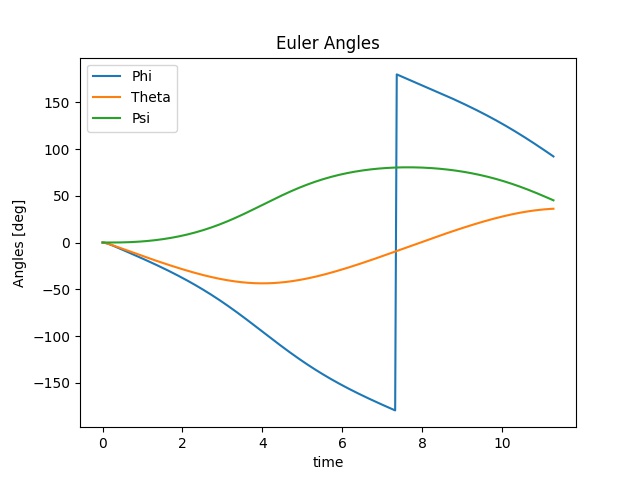 Euler Angles
Phi
Theta
Psi
150
100
50
0
−50
−100
−150
Angles [deg]
0 2 4 6 8 10
time